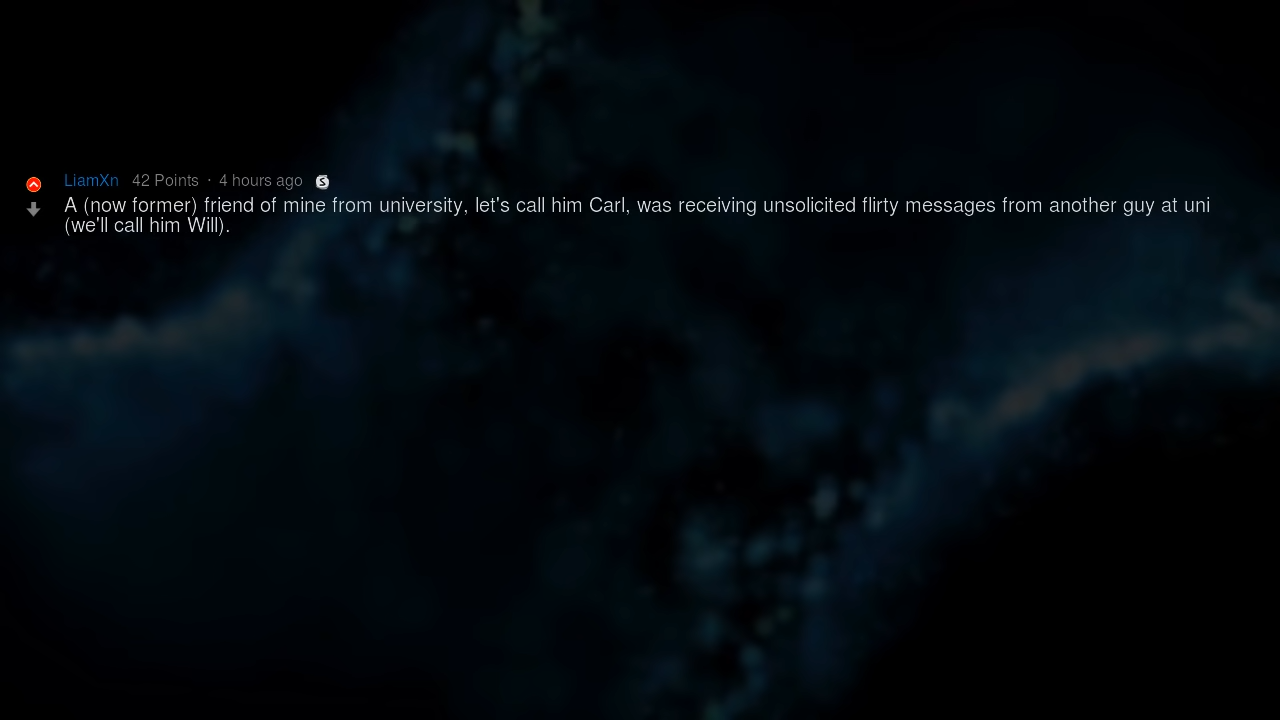 LiamXn 42 Points · 4 hours ago
A (now former) friend of mine from university, let's call him Carl, was receiving unsolicited flirty messages from another guy at uni
(we'll call him Will).